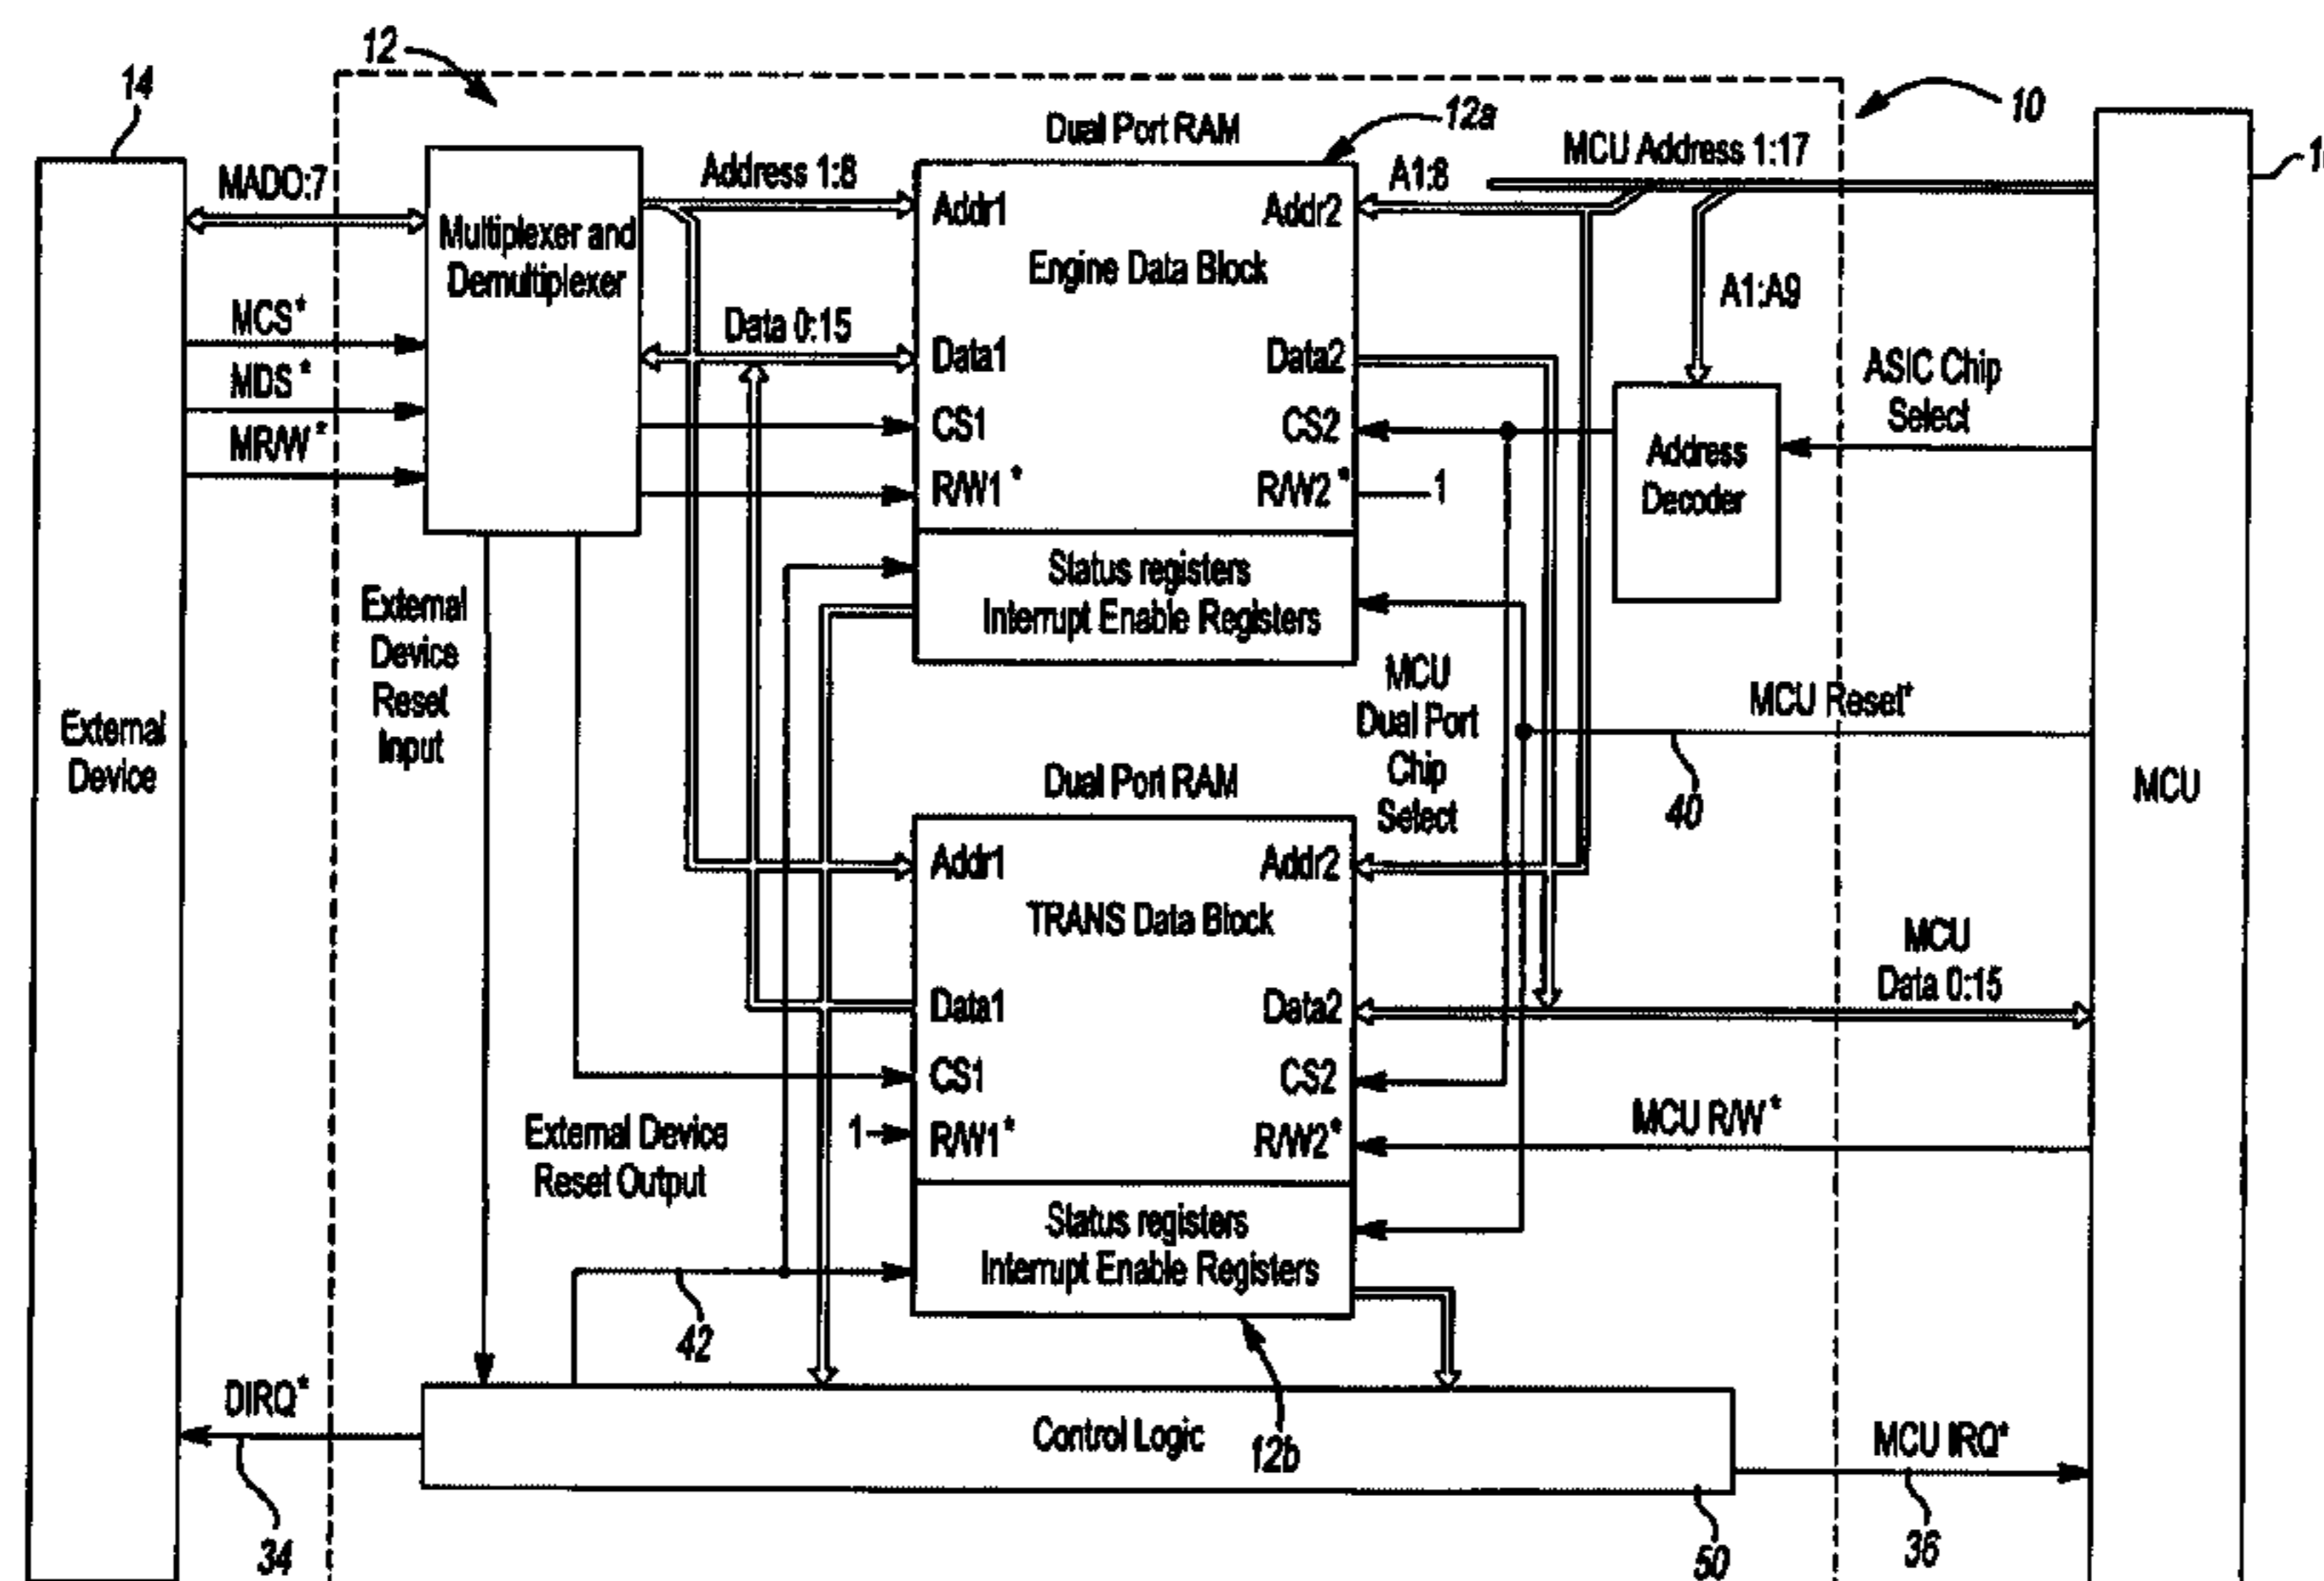 12
14
10
Dual Port RAM
12a
MADO:7
Address 1:8
A1:8
MCU Address 1:17
Addr1
Addr2
Multiplexer and
Demultiplexer
Engine Data Block
A1:A9
MCS*
Data 0:15
MDS*
Data1
Data2
ASIC Chip
Select
MR/W*
CS1
CS2
Address
Decoder
R/W1*
R/W2*
1
Status registers
Interrupt Enable Registers
External
Device
Reset
Input
MCU
Dual Port
Chip
Select
MCU Reset*
External
Device
40
MCU
Dual Port RAM
Addr1
Addr2
TRANS Data Block
MCU
Data 0:15
Data1
Data2
CS1
CS2
External Device
Reset Output
1
R/W1*
R/W2*
MCU R/W*
Status registers
Interrupt Enable Registers
42
DIRQ*
Control Logic
12b
MCU IRQ*
34
50
36